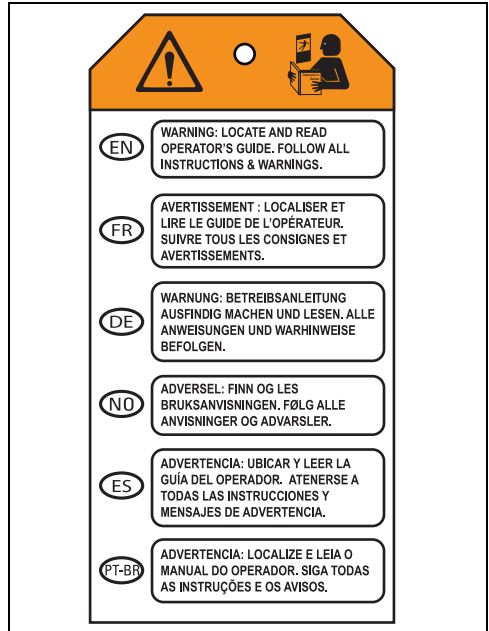 EN
WARNING: LOCATE AND READ
OPERATOR'S GUIDE. FOLLOW ALL
INSTRUCTIONS & WARNINGS.
FR
AVERTISSEMENT : LOCALISER ET
LIRE LE GUIDE DE L'OPÉRATEUR.
SUIVRE TOUS LES CONSIGNES ET
AVERTISSEMENTS.
DE
WARNUNG: BETREIBSANLEITUNG
AUSFINDIG MACHEN UND LESEN. ALLE
ANWEISUNGEN UND WARHINWEISE
BEFOLGEN.
NO
ADVERSEL: FINN OG LES
BRUKSANVISNINGEN. FØLG ALLE
ANVISNINGER OG ADVARSLER.
ES
ADVERTENCIA: UBICAR Y LEER LA
GUÍA DEL OPERADOR. ATENERSE A
TODAS LAS INSTRUCCIONES Y
MENSAJES DE ADVERTENCIA.
PT-BR
ADVERTENCIA: LOCALIZE E LEIA O
MANUAL DO OPERADOR. SIGA TODAS
AS INSTRUÇÕES E OS AVISOS.